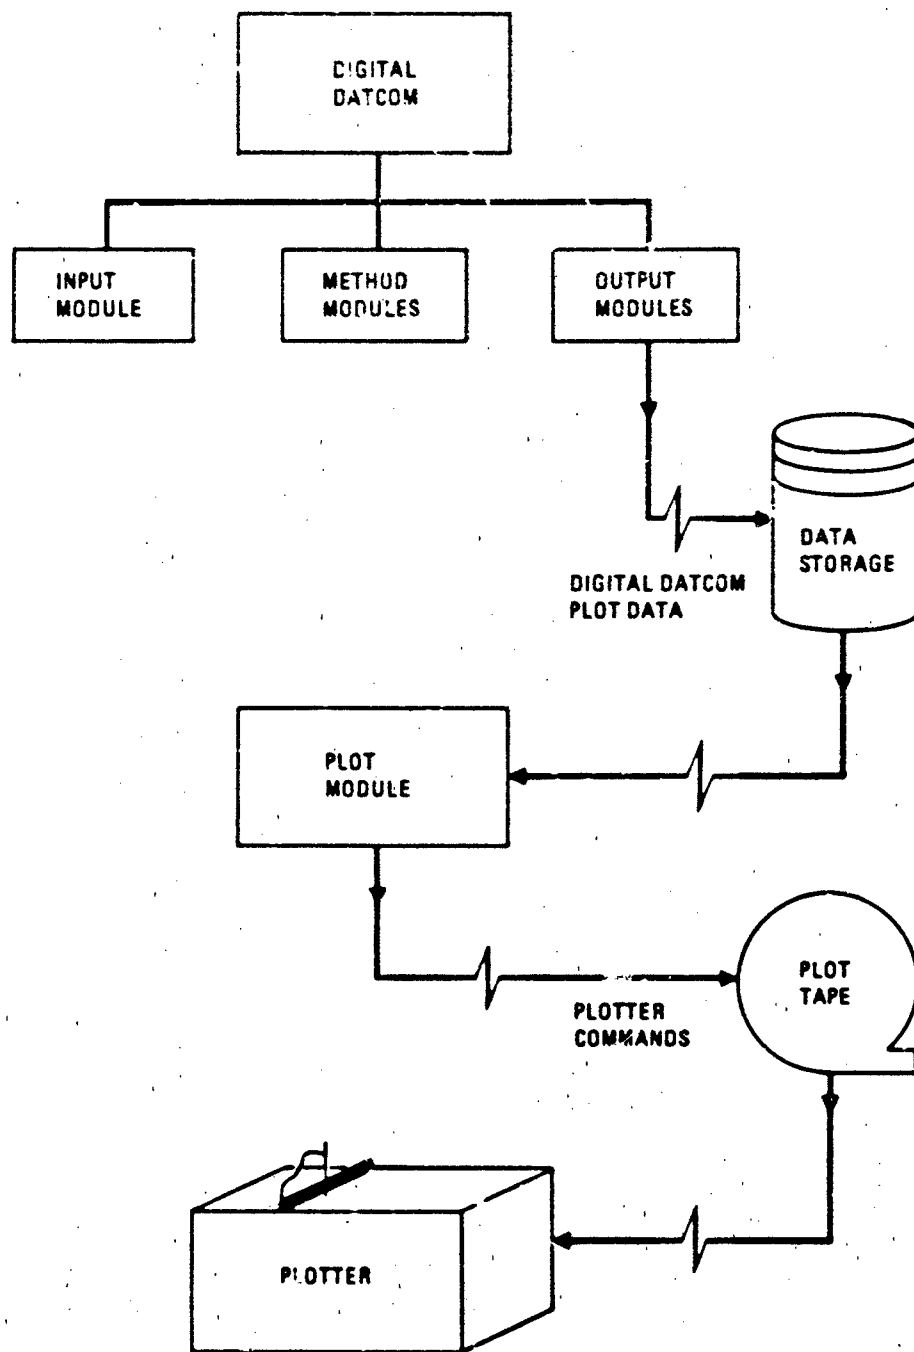 DIGITAL
DATCOM
INPUT
MODULE
METHOD
MODULES
OUTPUT
MODULES
DATA
STORAGE
DIGITAL DATCOM
PLOT DATA
PLOT
MODULE
PLOT
TAPE
PLOTTER
COMMANDS
PLOTTER